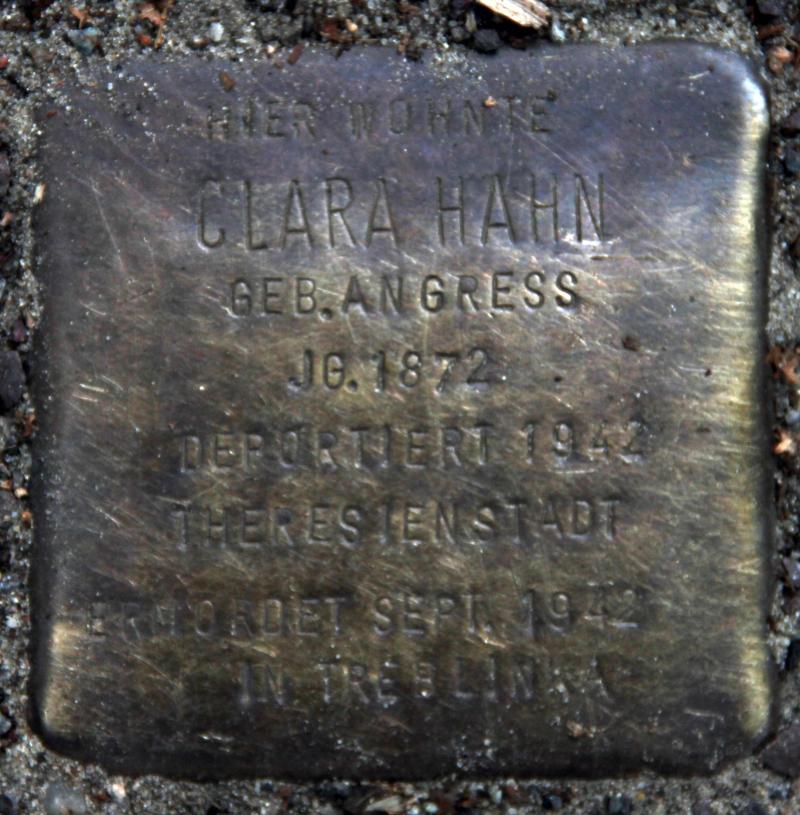 HIER WOHNTE
CLARA HAHN
GEB. ANGRESS
JG. 1872
DEPORTIERT 1942
THERESIENSTADT
ERMORDET SEPT. 1942
IN TREBLINKA